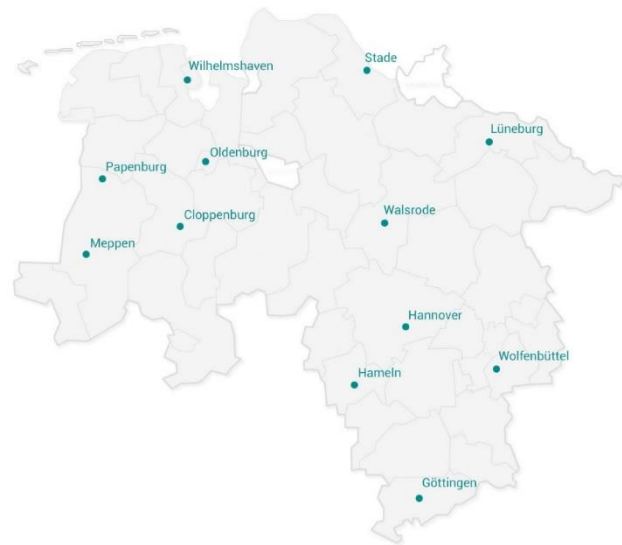 Wilhelmshaven
Stade
Lüneburg
Oldenburg
Papenburg
Cloppenburg
Walsrode
Meppen
Hannover
Wolfenbüttel
Hameln
Göttingen